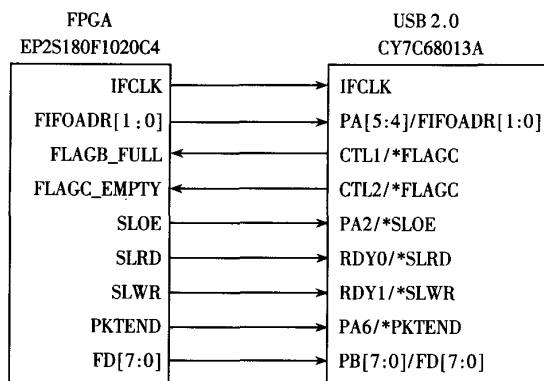 FPGA
EP2S180F1020C4
USB 2.0
CY7C68013A
IFCLK
IFCLK
FIFOADR[1:0]
PA[5:4]/FIFOADR[1:0]
FLAGB_FULL
CTL1/*FLAGC
FLAGC_EMPTY
CTL2/*FLAGC
SLOE
PA2/*SLOE
SLRD
RDY0/*SLRD
SLWR
RDY1/*SLWR
PKTEND
PA6/*PKTEND
FD[7:0]
PB[7:0]/FD[7:0]